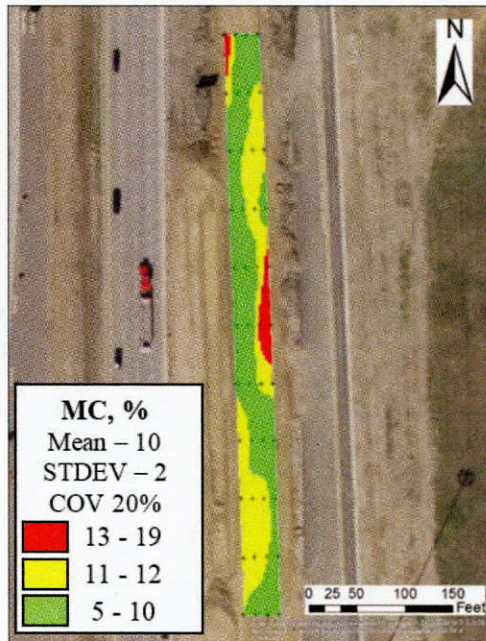 N
MC, %
Mean – 10
STDEV – 2
COV 20%
13 - 19
11 - 12
5 - 10
0 25 50 100 150
Feet